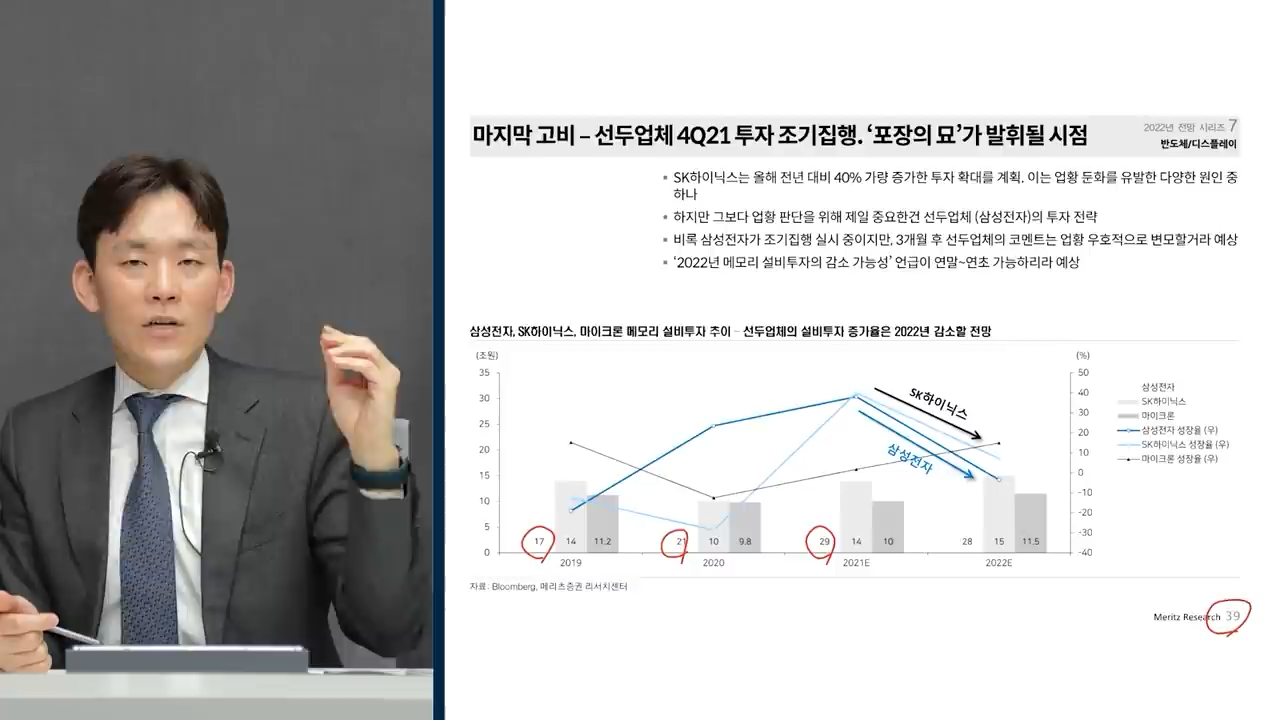 마지막 고비 – 선두업체 4Q21 투자 조기집행. ‘포장의 묘’가 발휘될 시점
2022년 전망 시리즈 7
반도체/디스플레이
▪ SK하이닉스는 올해 전년 대비 40% 가량 증가한 투자 확대를 계획. 이는 업황 둔화를 유발한 다양한 원인 중
하나
▪ 하지만 그보다 업황 판단을 위해 제일 중요한건 선두업체 (삼성전자)의 투자 전략
▪ 비록 삼성전자가 조기집행 실시 중이지만, 3개월 후 선두업체의 코멘트는 업황 우호적으로 변모할거라 예상
▪ ‘2022년 메모리 설비투자의 감소 가능성’ 언급이 연말~연초 가능하리라 예상
삼성전자, SK하이닉스, 마이크론 메모리 설비투자 추이 – 선두업체의 설비투자 증가율은 2022년 감소할 전망
(조원)
(%)
35
30
25
20
15
10
5
0
50
40
30
20
10
0
-10
-20
-30
-40
SK하이닉스
삼성전자
삼성전자
SK하이닉스
마이크론
삼성전자 성장율 (우)
SK하이닉스 성장율 (우)
마이크론 성장율 (우)
17 14 11.2
21 10 9.8
29 14 10
28 15 11.5
2019 2020 2021E 2022E
자료: Bloomberg, 메리츠증권 리서치센터
Meritz Research 39